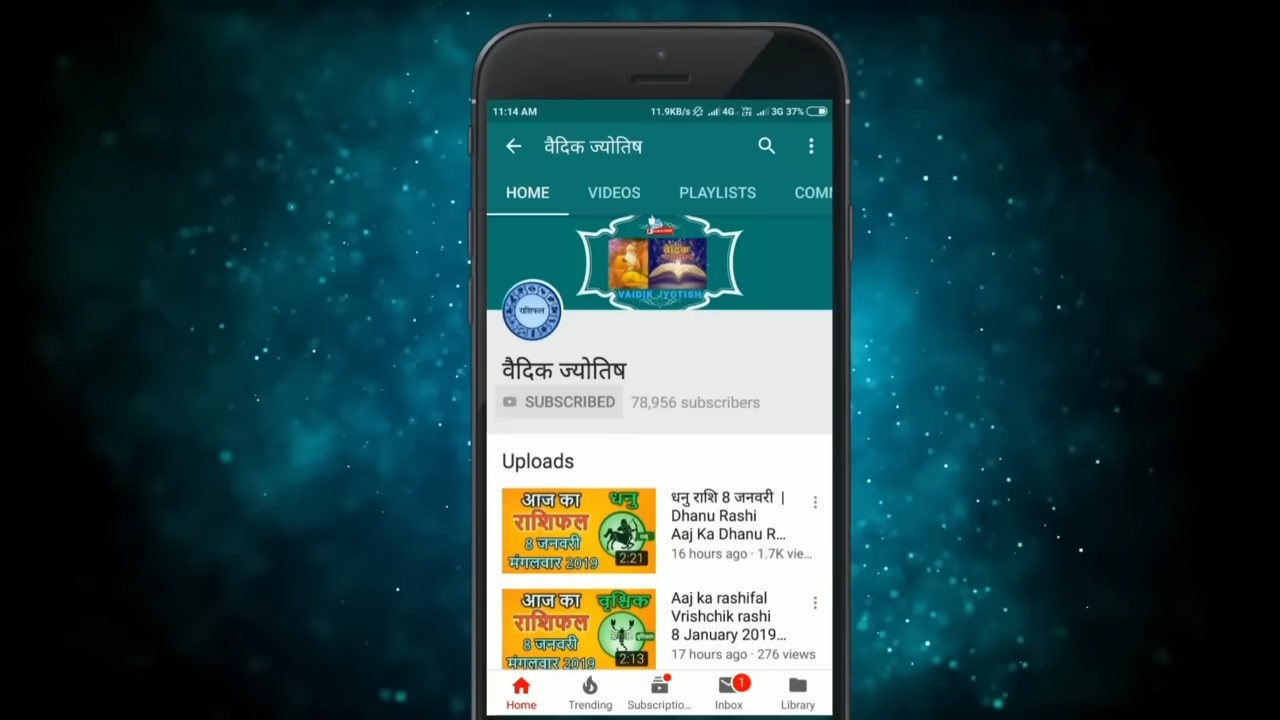 11:14 AM 11.9KB/s 4G VoLTE 3G 37%
वैदिक ज्योतिष
HOME VIDEOS PLAYLISTS COMM
SUBSCRIBE
वैदिक
VAIDIK JYOTISH
राशिफल
वैदिक ज्योतिष
SUBSCRIBED 78,956 subscribers
Uploads
आज का धनु
राशिफल
8 जनवरी
मंगलवार 2019
2:21
धनु राशि 8 जनवरी |
Dhanu Rashi
Aaj Ka Dhanu R...
16 hours ago · 1.7K vie...
आज का वृश्चिक
राशिफल
8 जनवरी
मंगलवार 2019
2:13
Aaj ka rashifal
Vrishchik rashi
8 January 2019...
17 hours ago · 276 views
1
Home Trending Subscriptio... Inbox Library